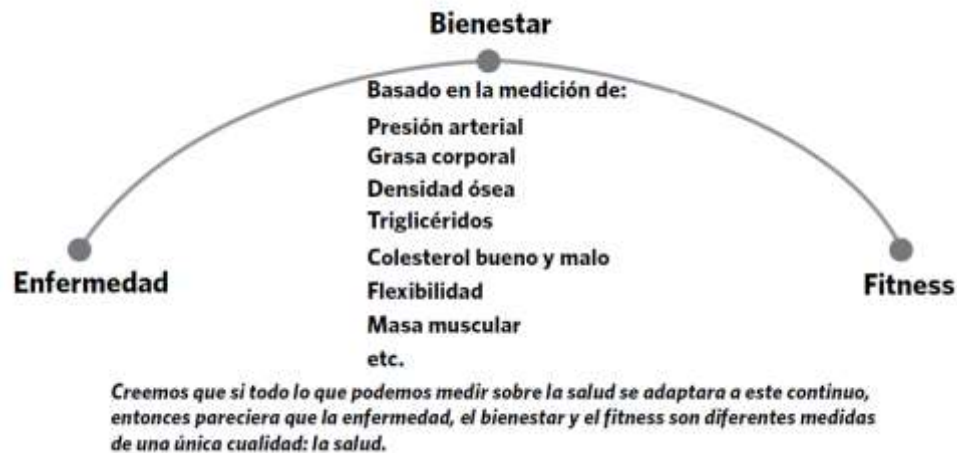 Bienestar
Basado en la medición de:
Presión arterial
Grasa corporal
Densidad ósea
Triglicéridos
Colesterol bueno y malo
Flexibilidad
Masa muscular
etc.
Enfermedad
Fitness
Creemos que si todo lo que podemos medir sobre la salud se adaptara a este continuo,
entonces pareciera que la enfermedad, el bienestar y el fitness son diferentes medidas
de una única cualidad: la salud.